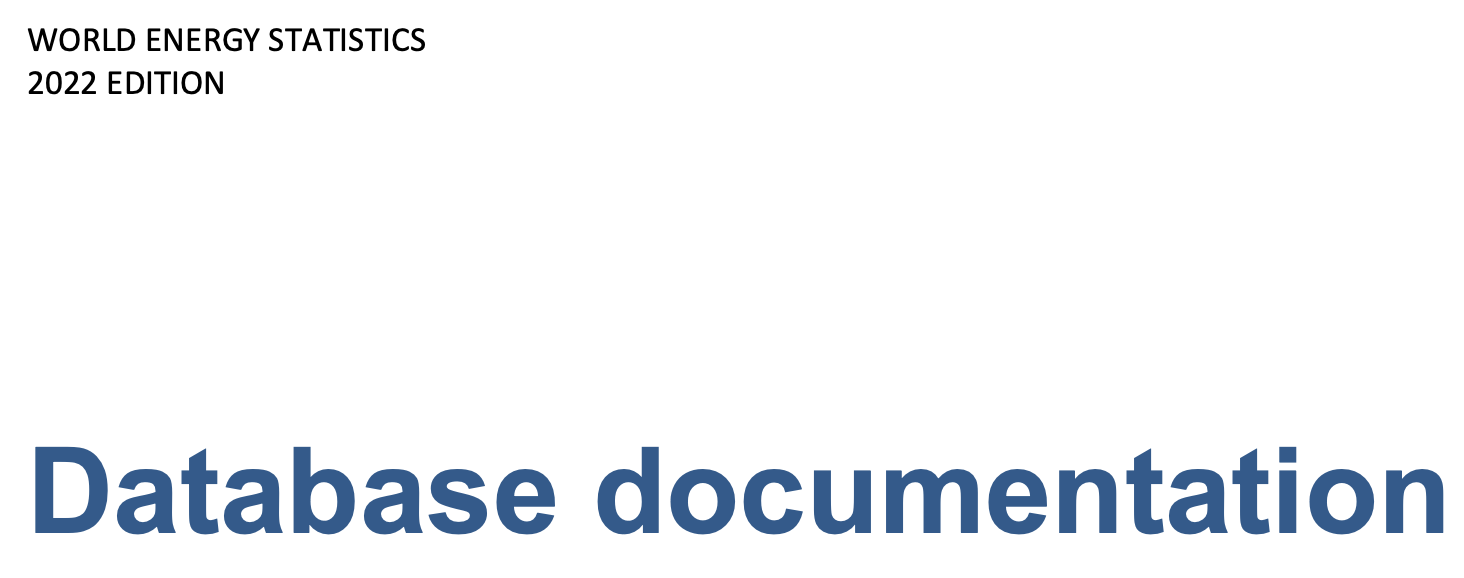 WORLD ENERGY STATISTICS
2022 EDITION
Database documentation